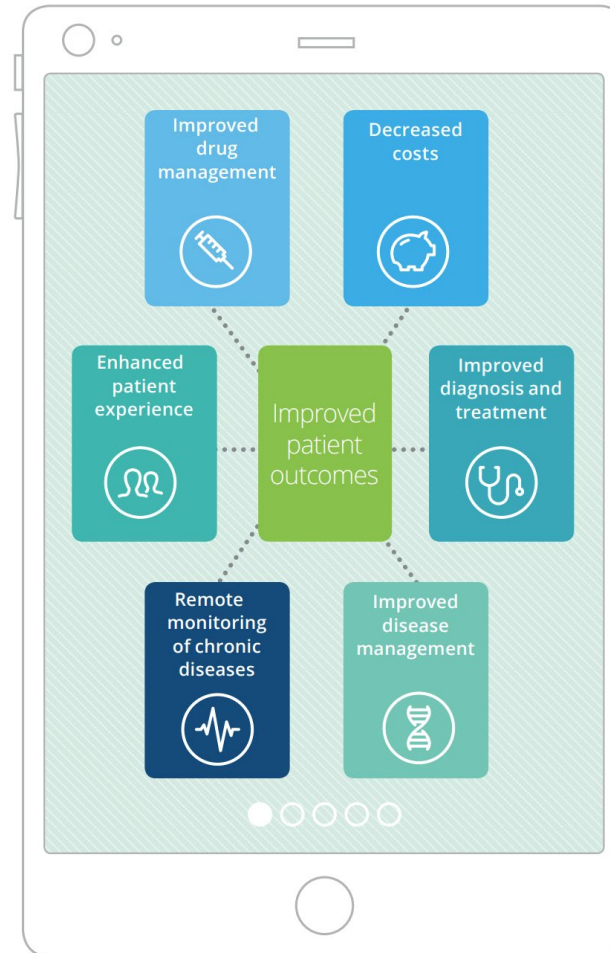 Improved
drug
management
Decreased
costs
Enhanced
patient
experience
Improved
patient
outcomes
Improved
diagnosis and
treatment
Remote
monitoring
of chronic
diseases
Improved
disease
management